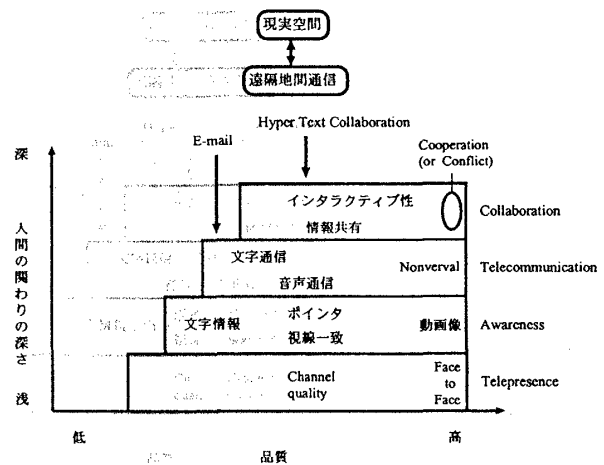 現実空間
遠隔地間通信
Hyper Text Collaboration
E-mail
Cooperation
(or Conflict)
深
人間の関わりの深さ
浅
インタラクティブ性
情報共有
Collaboration
文字通信
音声通信
Nonverval
Telecommunication
文字情報
ポインタ
視線一致
動画像
Awareness
Channel
quality
Face
to
Face
Telepresence
低
高
品質